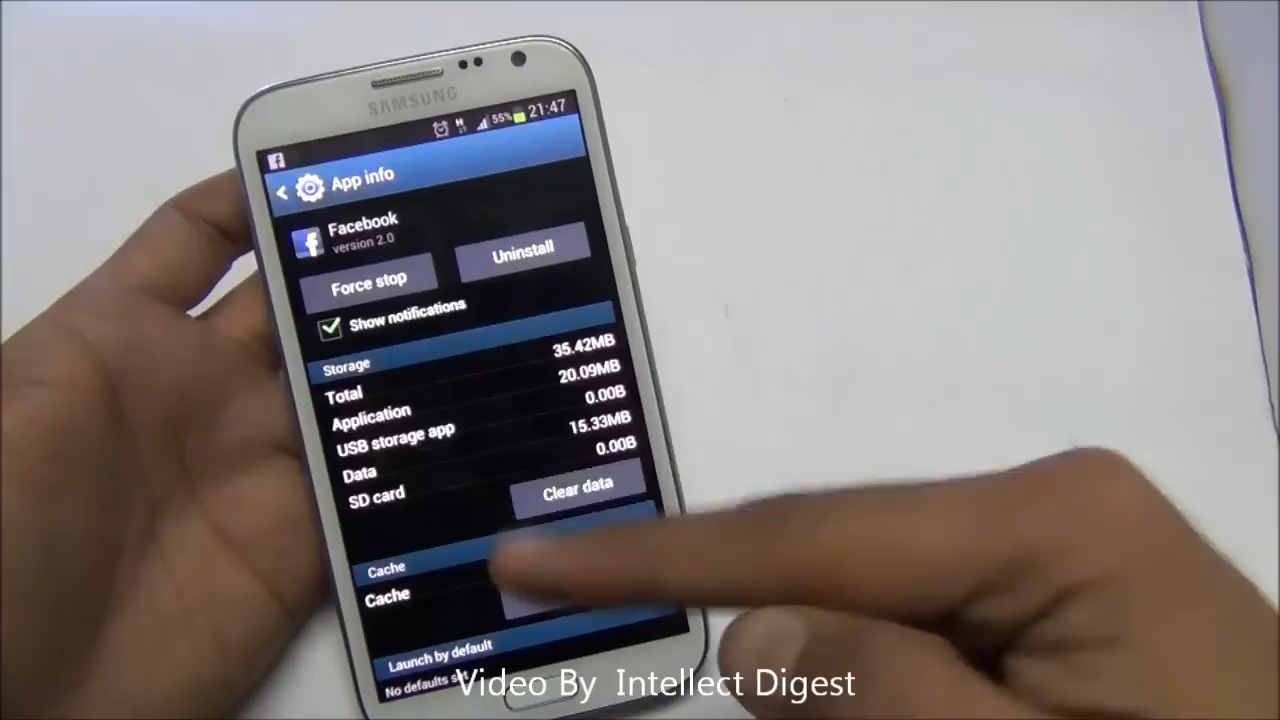 SAMSUNG
55% 21:47
App info
Facebook
version 2.0
Force stop
Uninstall
Show notifications
Storage
Total 35.42MB
Application 20.09MB
USB storage app 0.00B
Data 15.33MB
SD card 0.00B
Clear data
Cache
Cache
Launch by default
No defaults
Video By Intellect Digest